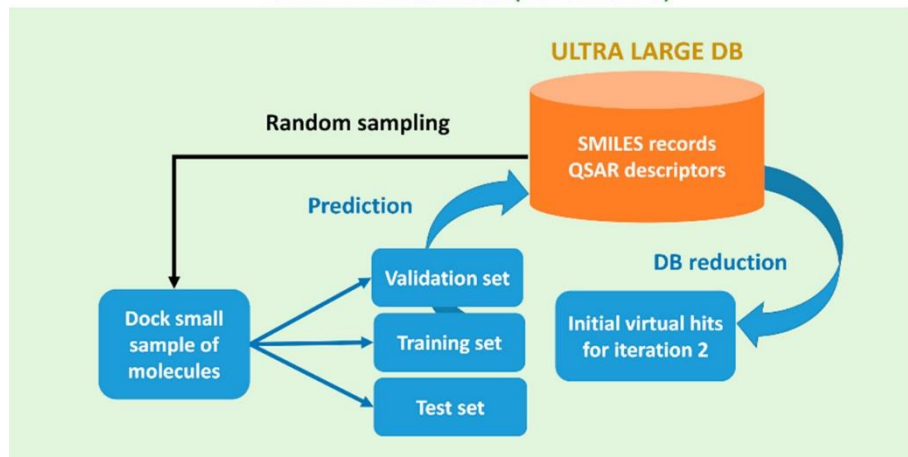 ULTRA LARGE DB
Random sampling
SMILES records
QSAR descriptors
Prediction
Validation set
DB reduction
Dock small
sample of
molecules
Training set
Initial virtual hits
for iteration 2
Test set